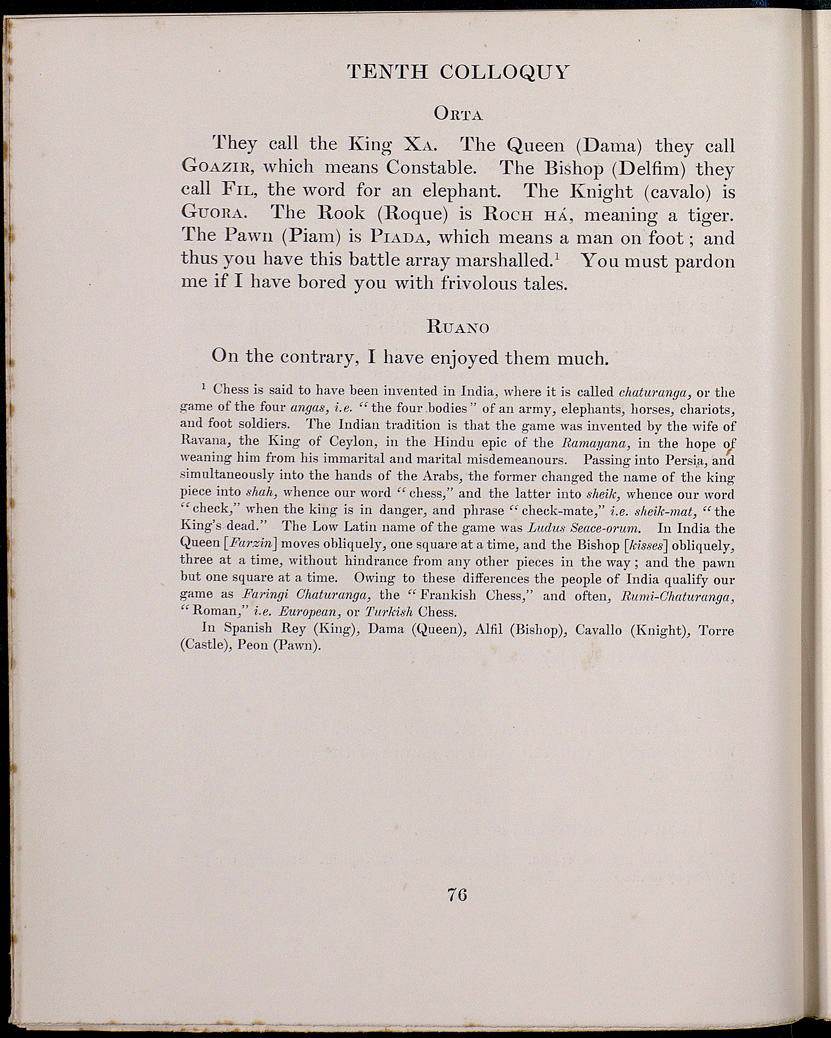 TENTH COLLOQUY
ORTA
They call the King XA. The Queen (Dama) they call
GOAZIR, which means Constable. The Bishop (Delfim) they
call FIL, the word for an elephant. The Knight (cavalo) is
GUORA. The Rook (Roque) is ROCH HÁ, meaning a tiger.
The Pawn (Piam) is PIADA, which means a man on foot; and
thus you have this battle array marshalled.¹ You must pardon
me if I have bored you with frivolous tales.
RUANO
On the contrary, I have enjoyed them much.
¹ Chess is said to have been invented in India, where it is called chaturanga, or the
game of the four angas, i.e. “the four bodies” of an army, elephants, horses, chariots,
and foot soldiers. The Indian tradition is that the game was invented by the wife of
Ravana, the King of Ceylon, in the Hindu epic of the Ramayana, in the hope of
weaning him from his immarital and marital misdemeanours. Passing into Persia, and
simultaneously into the hands of the Arabs, the former changed the name of the king
piece into shah, whence our word “chess,” and the latter into sheik, whence our word
“check,” when the king is in danger, and phrase “check-mate,” i.e. sheik-mat, “the
King's dead.” The Low Latin name of the game was Ludus Scace-orum. In India the
Queen [Farzin] moves obliquely, one square at a time, and the Bishop [kisses] obliquely,
three at a time, without hindrance from any other pieces in the way; and the pawn
but one square at a time. Owing to these differences the people of India qualify our
game as Faringi Chaturanga, the “Frankish Chess,” and often, Rumi-Chaturanga,
“Roman,” i.e. European, or Turkish Chess.
In Spanish Rey (King), Dama (Queen), Alfil (Bishop), Cavallo (Knight), Torre
(Castle), Peon (Pawn).
76